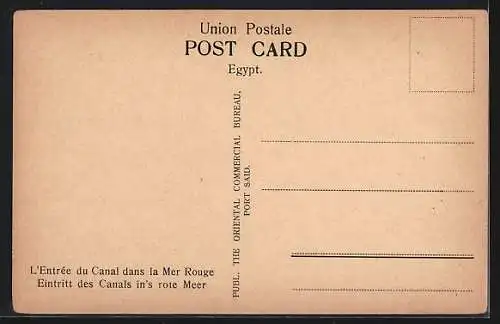 Union Postale
POST CARD
Egypt.
PUBL. THE ORIENTAL COMMERCIAL BUREAU,
PORT SAID.
L'Entrée du Canal dans la Mer Rouge
Eintritt des Canals in's rote Meer